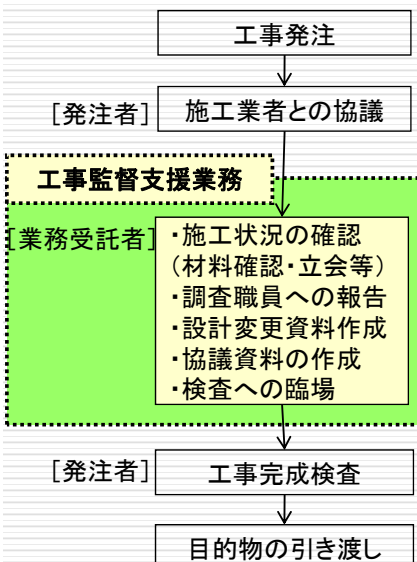 工事発注
[発注者]
施工業者との協議
工事監督支援業務
[業務受託者]
・施工状況の確認
(材料確認・立会等)
・調査職員への報告
・設計変更資料作成
・協議資料の作成
・検査への臨場
[発注者]
工事完成検査
目的物の引き渡し